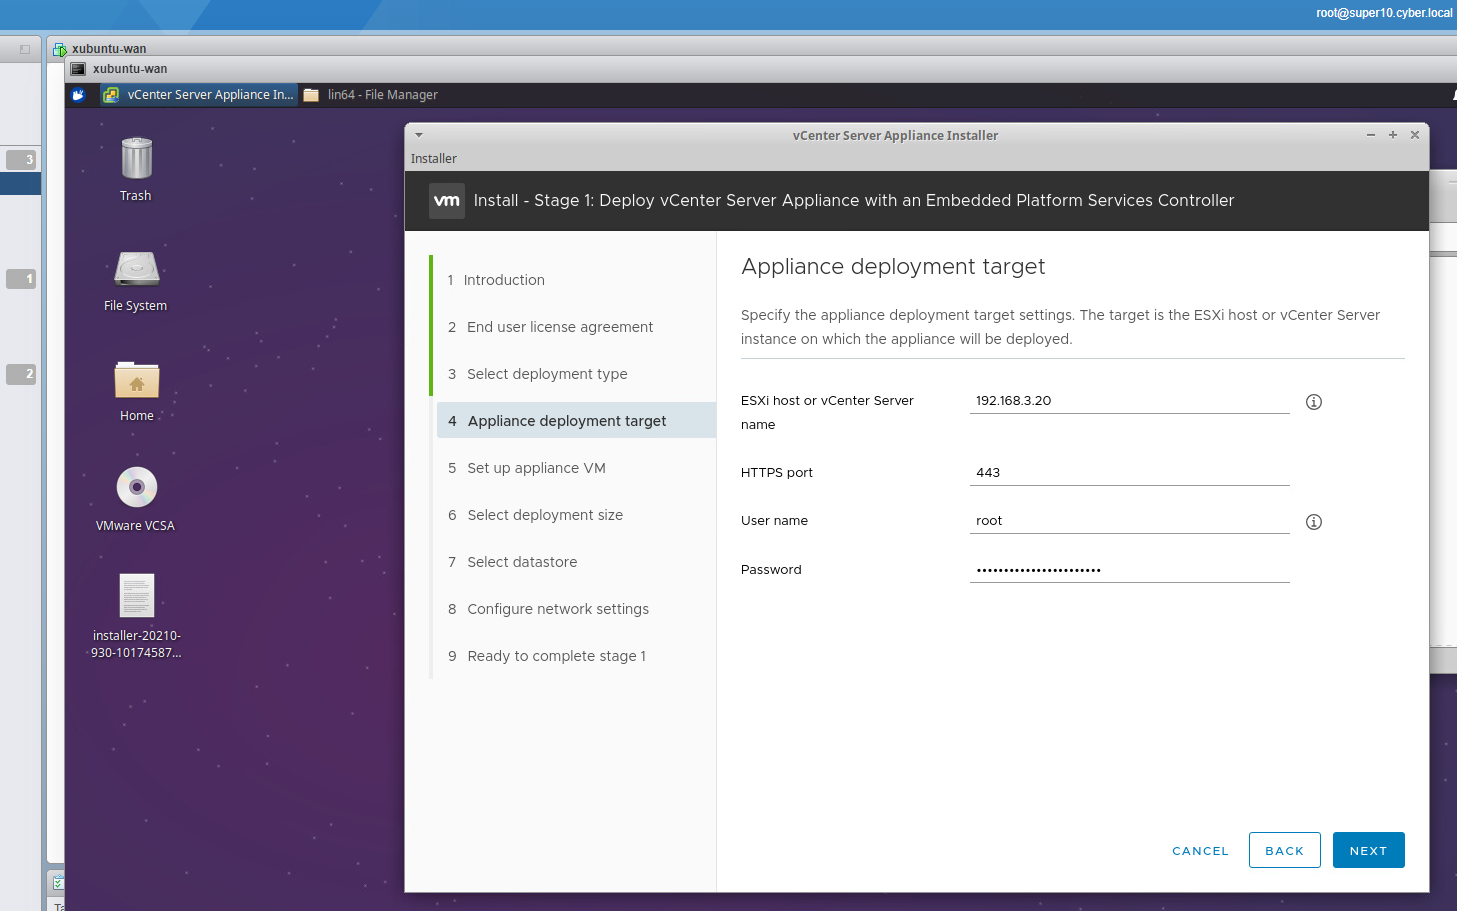 root@super10.cyber.local
xubuntu-wan
xubuntu-wan
vCenter Server Appliance In...
lin64 - File Manager
3
1
2
Trash
File System
Home
VMware VCSA
installer-20210-
930-10174587...
vCenter Server Appliance Installer
Installer
vm
Install - Stage 1: Deploy vCenter Server Appliance with an Embedded Platform Services Controller
1 Introduction
2 End user license agreement
3 Select deployment type
4 Appliance deployment target
5 Set up appliance VM
6 Select deployment size
7 Select datastore
8 Configure network settings
9 Ready to complete stage 1
Appliance deployment target
Specify the appliance deployment target settings. The target is the ESXi host or vCenter Server
instance on which the appliance will be deployed.
ESXi host or vCenter Server
name
192.168.3.20
HTTPS port
443
User name
root
Password
•••••••••••••••••••••••
CANCEL
BACK
NEXT